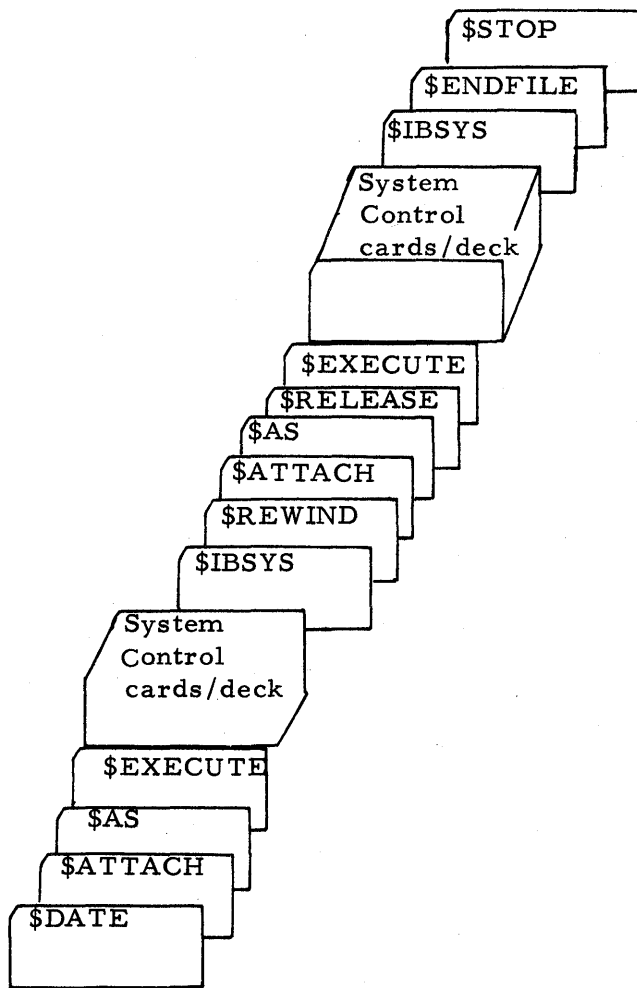 $STOP
$ENDFILE
$IBSYS
System
Control
cards/deck
$EXECUTE
$RELEASE
$AS
$ATTACH
$REWIND
$IBSYS
System
Control
cards/deck
$EXECUTE
$AS
$ATTACH
$DATE